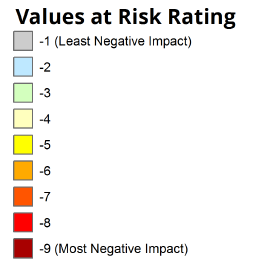 Values at Risk Rating
-1 (Least Negative Impact)
-2
-3
-4
-5
-6
-7
-8
-9 (Most Negative Impact)